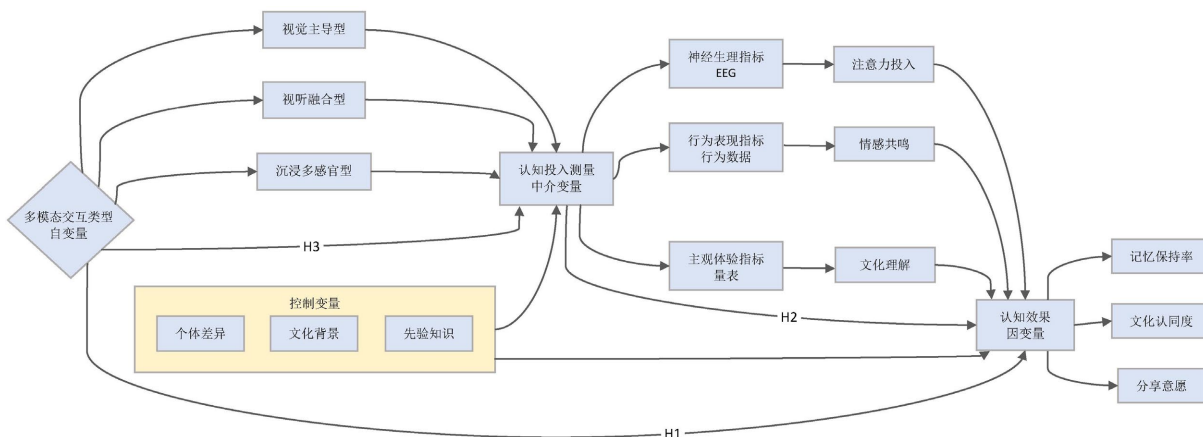 视觉主导型
视听融合型
沉浸多感官型
多模态交互类型
自变量
H3
认知投入测量
中介变量
神经生理指标
EEG
注意力投入
行为表现指标
行为数据
情感共鸣
主观体验指标
量表
文化理解
控制变量
个体差异
文化背景
先验知识
H2
认知效果
因变量
记忆保持率
文化认同度
分享意愿
H1